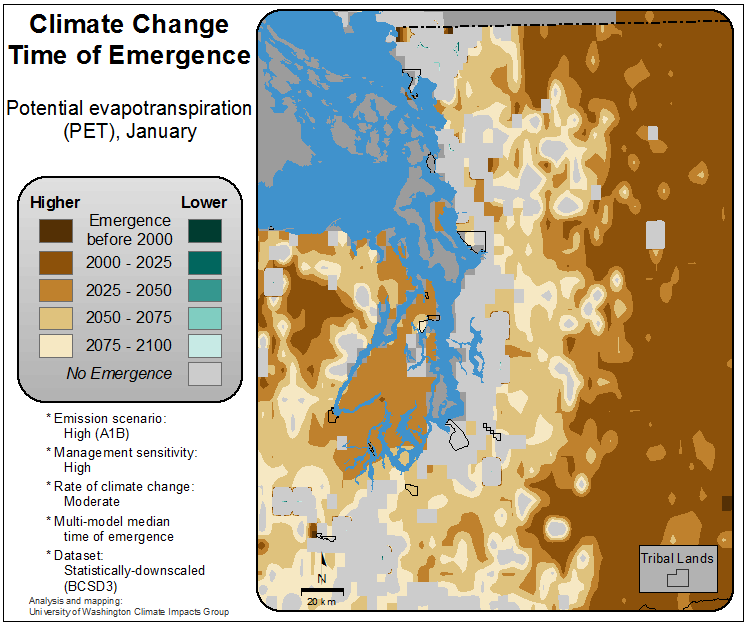 Climate Change
Time of Emergence
Potential evapotranspiration
(PET), January
Higher Lower
Emergence
before 2000
2000 - 2025
2025 - 2050
2050 - 2075
2075 - 2100
No Emergence
* Emission scenario:
High (A1B)
* Management sensitivity:
High
* Rate of climate change:
Moderate
* Multi-model median
time of emergence
* Dataset:
Statistically-downscaled
(BCSD3)
Analysis and mapping:
University of Washington Climate Impacts Group
N
20 km
Tribal Lands